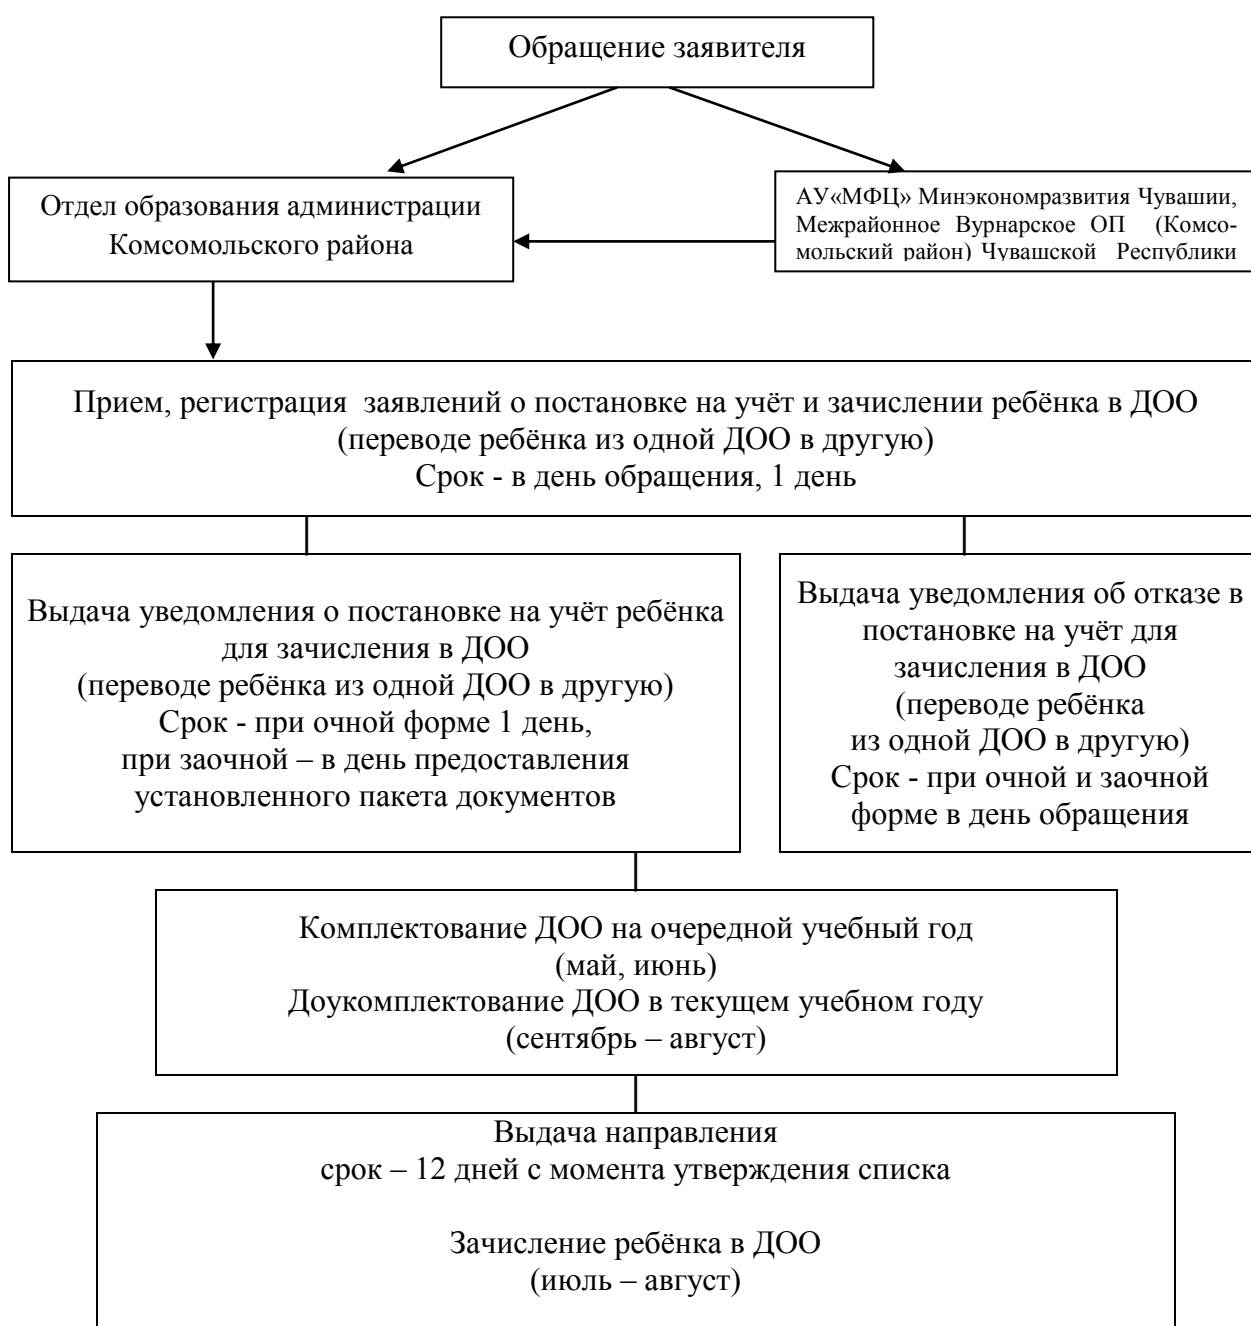 Обращение заявителя
Отдел образования администрации
Комсомольского района
АУ«МФЦ» Минэкономразвития Чувашии,
Межрайонное Вурнарское ОП (Комсо-
мольский район) Чувашской Республики
Прием, регистрация заявлений о постановке на учёт и зачислении ребёнка в ДОО
(переводе ребёнка из одной ДОО в другую)
Срок - в день обращения, 1 день
Выдача уведомления о постановке на учёт ребёнка
для зачисления в ДОО
(переводе ребёнка из одной ДОО в другую)
Срок - при очной форме 1 день,
при заочной – в день предоставления
установленного пакета документов
Выдача уведомления об отказе в
постановке на учёт для
зачисления в ДОО
(переводе ребёнка
из одной ДОО в другую)
Срок - при очной и заочной
форме в день обращения
Комплектование ДОО на очередной учебный год
(май, июнь)
Доукомплектование ДОО в текущем учебном году
(сентябрь – август)
Выдача направления
срок – 12 дней с момента утверждения списка
Зачисление ребёнка в ДОО
(июль – август)